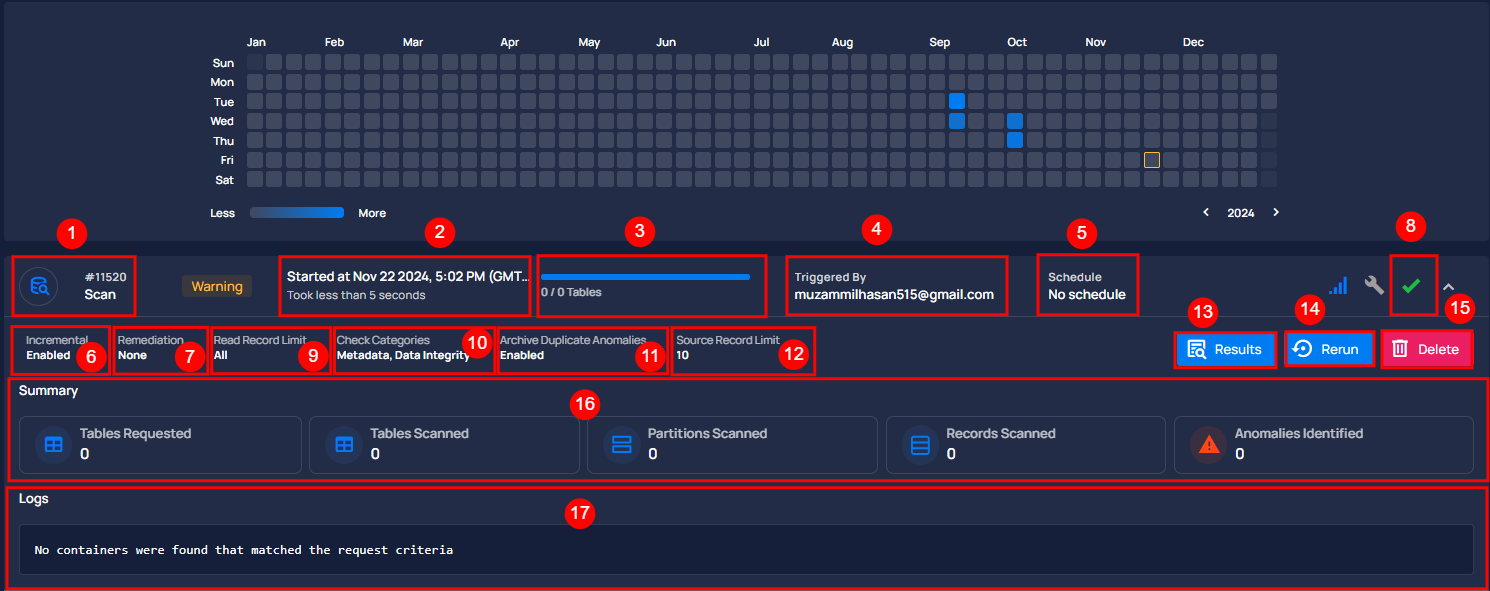 Jan Feb Mar Apr May Jun Jul Aug Sep Oct Nov Dec
Sun
Mon
Tue
Wed
Thu
Fri
Sat
Less More
2024
1
2
3
4
5
8
#11520
Scan
Warning
Started at Nov 22 2024, 5:02 PM (GMT...
Took less than 5 seconds
0 / 0 Tables
Triggered By
muzammilhasan515@gmail.com
Schedule
No schedule
Incremental
Enabled
6
Remediation
None
7
Read Record Limit
All
9
Check Categories
Metadata, Data Integrity
10
Archive Duplicate Anomalies
Enabled
11
Source Record Limit
10
12
13
14
15
Results
Rerun
Delete
Summary
16
Tables Requested
0
Tables Scanned
0
Partitions Scanned
0
Records Scanned
0
Anomalies Identified
0
Logs
17
No containers were found that matched the request criteria